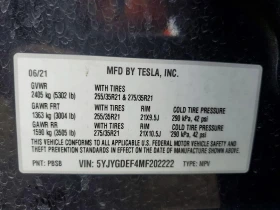 06/21 MFD BY TESLA, INC.
GVWR WITH TIRES
2405 kg (5302 lb) 255/35R21 and 275/35R21
GAWR FRT WITH TIRES RIM COLD TIRE PRESSURE
1363 kg (3004 lb) 255/35R21 21X9.5J 290 kPa, 42 psi
GAWR RR WITH TIRES RIM COLD TIRE PRESSURE
1590 kg (3505 lb) 275/35R21 21X10.5J 290 kPa, 42 psi
THIS VEHICLE CONFORMS TO ALL APPLICABLE U.S.
FEDERAL MOTOR VEHICLE SAFETY STANDARDS IN EFFECT
ON THE DATE OF MANUFACTURE SHOWN ABOVE.
PNT: PBSB VIN: 5YJYGDEF4MF202222 TYPE: MPV